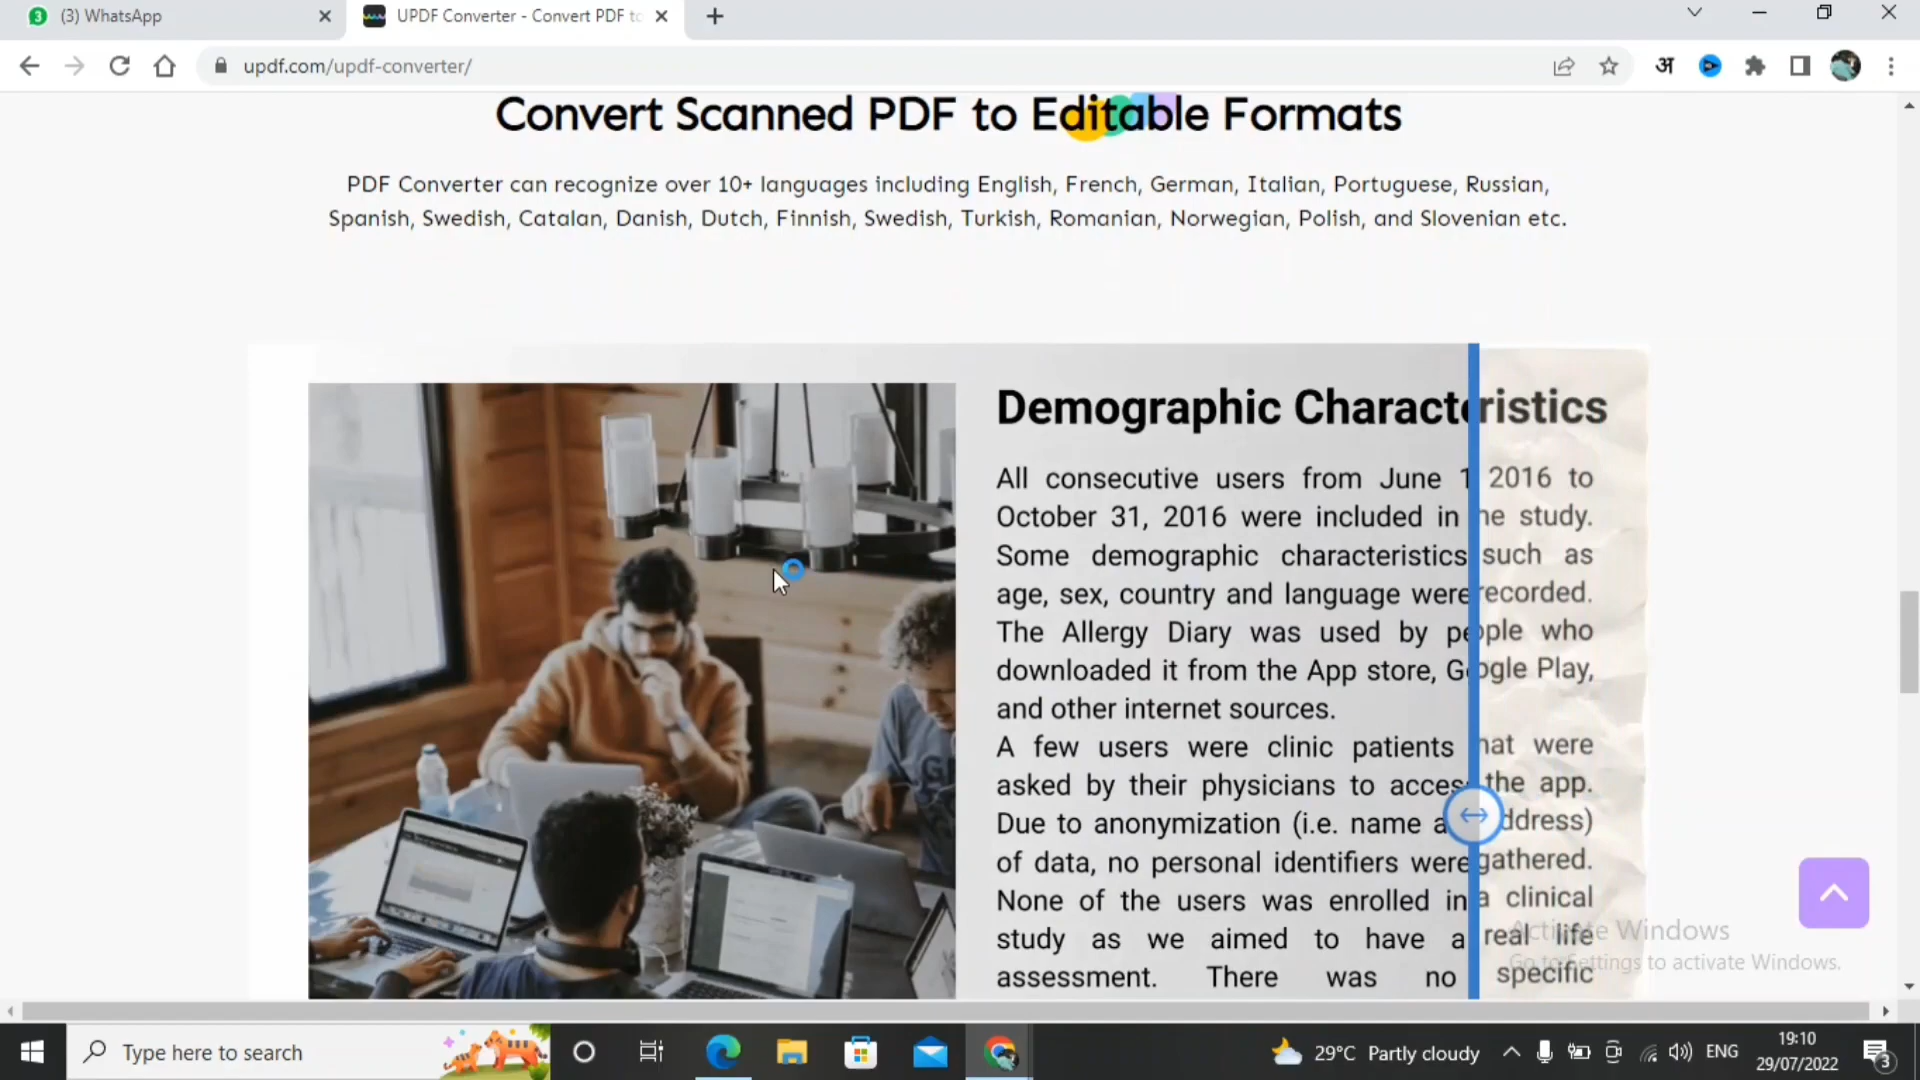 3
(3) WhatsApp
UPDF Converter - Convert PDF to
updf.com/updf-converter/
अ
Convert Scanned PDF to Editable Formats
PDF Converter can recognize over 10+ languages including English, French, German, Italian, Portuguese, Russian,
Spanish, Swedish, Catalan, Danish, Dutch, Finnish, Swedish, Turkish, Romanian, Norwegian, Polish, and Slovenian etc.
Demographic Characteristics
All consecutive users from June 1 2016 to
October 31, 2016 were included in he study.
Some demographic characteristics such as
age, sex, country and language were recorded.
The Allergy Diary was used by people who
downloaded it from the App store, Google Play,
and other internet sources.
A few users were clinic patients hat were
asked by their physicians to access the app.
Due to anonymization (i.e. name a ddress)
of data, no personal identifiers were gathered.
None of the users was enrolled in a clinical
study as we aimed to have a real life
assessment. There was no specific
Activate Windows
Go to Settings to activate Windows.
Type here to search
29°C Partly cloudy
ENG
19:10
29/07/2022
3